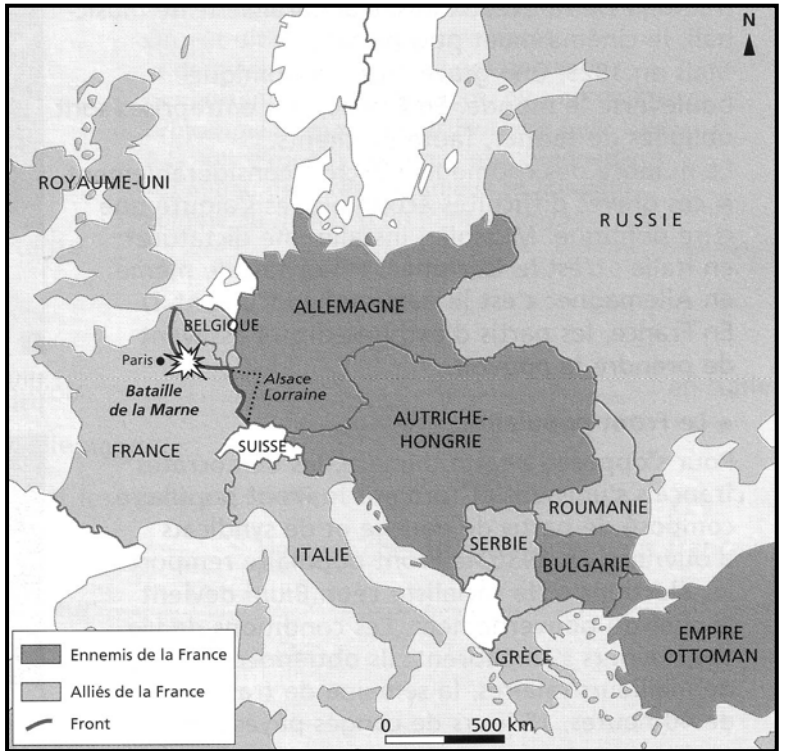 N
ROYAUME-UNI
RUSSIE
ALLEMAGNE
BELGIQUE
Paris
Bataille
de la Marne
Alsace
Lorraine
AUTRICHE-
HONGRIE
FRANCE
SUISSE
ROUMANIE
ITALIE
SERBIE
BULGARIE
EMPIRE
OTTOMAN
GRÈCE
Ennemis de la France
Alliés de la France
Front
0 500 km